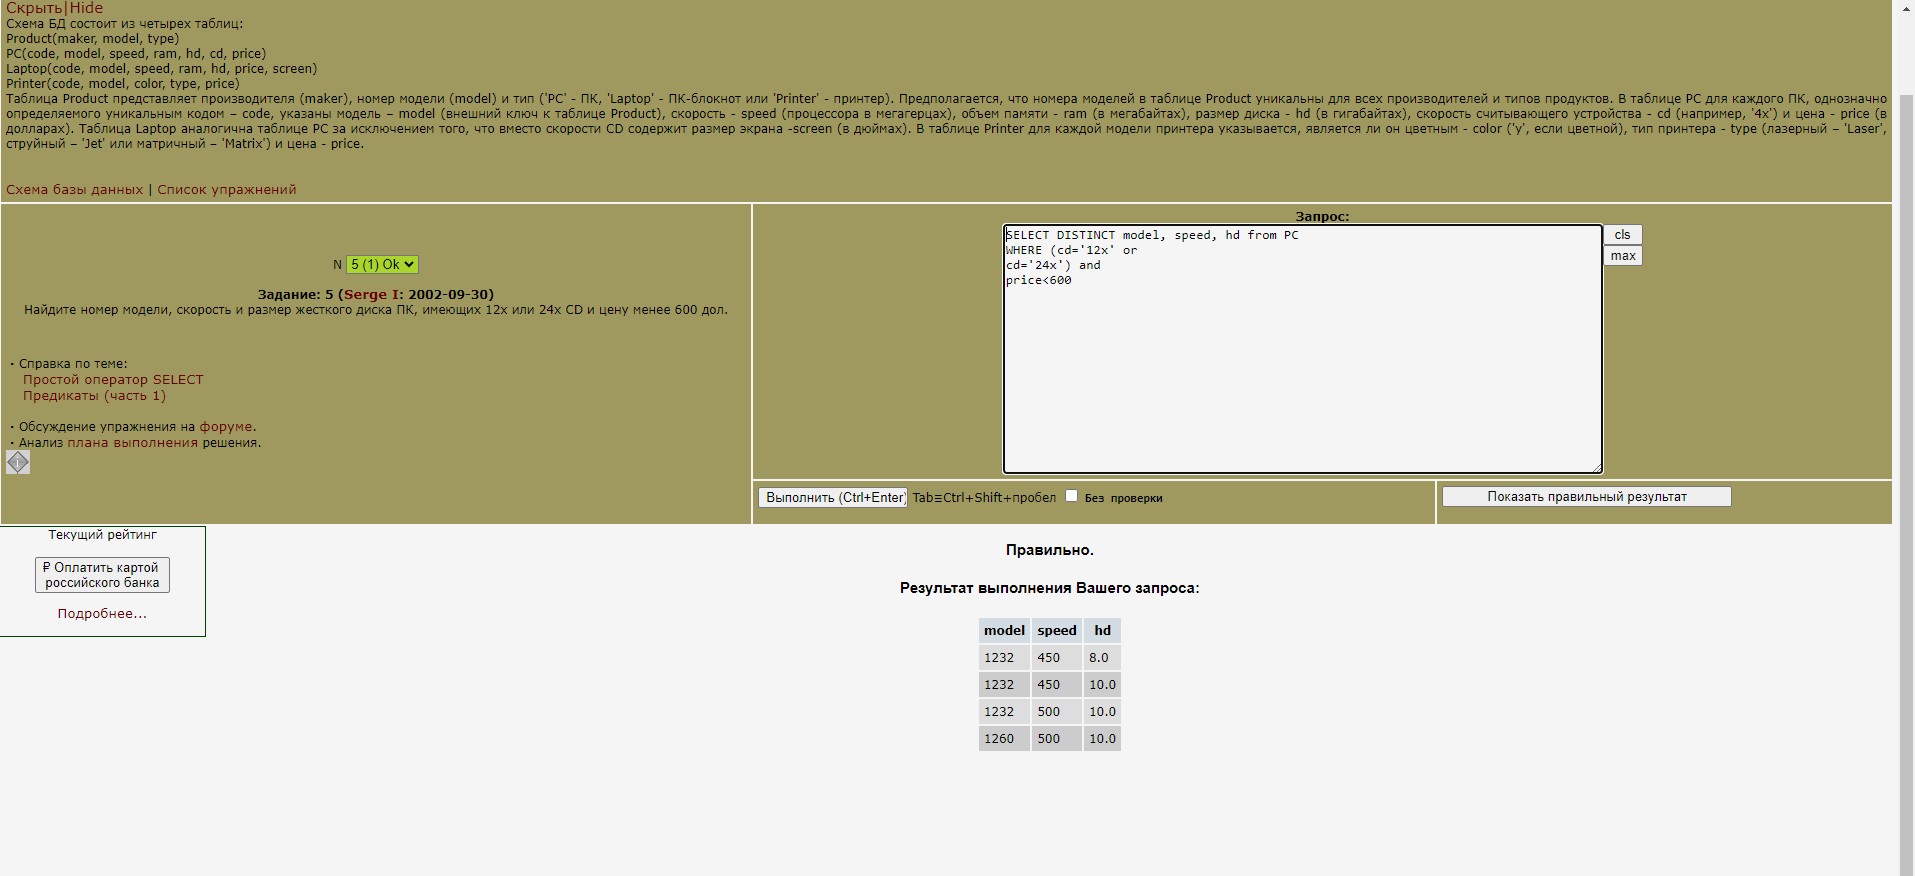 Скрыть|Hide
Схема БД состоит из четырех таблиц:
Product(maker, model, type)
PC(code, model, speed, ram, hd, cd, price)
Laptop(code, model, speed, ram, hd, price, screen)
Printer(code, model, color, type, price)
Таблица Product представляет производителя (maker), номер модели (model) и тип ('PC' - ПК, 'Laptop' - ПК-блокнот или 'Printer' - принтер). Предполагается, что номера моделей в таблице Product уникальны для всех производителей и типов продуктов. В таблице PC для каждого ПК, однозначно
определяемого уникальным кодом – code, указаны модель – model (внешний ключ к таблице Product), скорость - speed (процессора в мегагерцах), объем памяти - ram (в мегабайтах), размер диска - hd (в гигабайтах), скорость считывающего устройства - cd (например, '4x') и цена - price (в
долларах). Таблица Laptop аналогична таблице PC за исключением того, что вместо скорости CD содержит размер экрана -screen (в дюймах). В таблице Printer для каждой модели принтера указывается, является ли он цветным - color ('y', если цветной), тип принтера - type (лазерный – 'Laser',
струйный – 'Jet' или матричный – 'Matrix') и цена - price.
Схема базы данных | Список упражнений
N 5 (1) Ok
Задание: 5 (Serge I: 2002-09-30)
Найдите номер модели, скорость и размер жесткого диска ПК, имеющих 12x или 24x CD и цену менее 600 дол.
· Справка по теме:
Простой оператор SELECT
Предикаты (часть 1)
· Обсуждение упражнения на форуме.
· Анализ плана выполнения решения.
i
Запрос:
SELECT DISTINCT model, speed, hd from PC
WHERE (cd='12x' or
cd='24x') and
price<600
cls
max
Выполнить (Ctrl+Enter) Tab≡Ctrl+Shift+пробел Без проверки
Показать правильный результат
Текущий рейтинг
₽ Оплатить картой
российского банка
Подробнее...
Правильно.
Результат выполнения Вашего запроса:
model speed hd
1232 450 8.0
1232 450 10.0
1232 500 10.0
1260 500 10.0